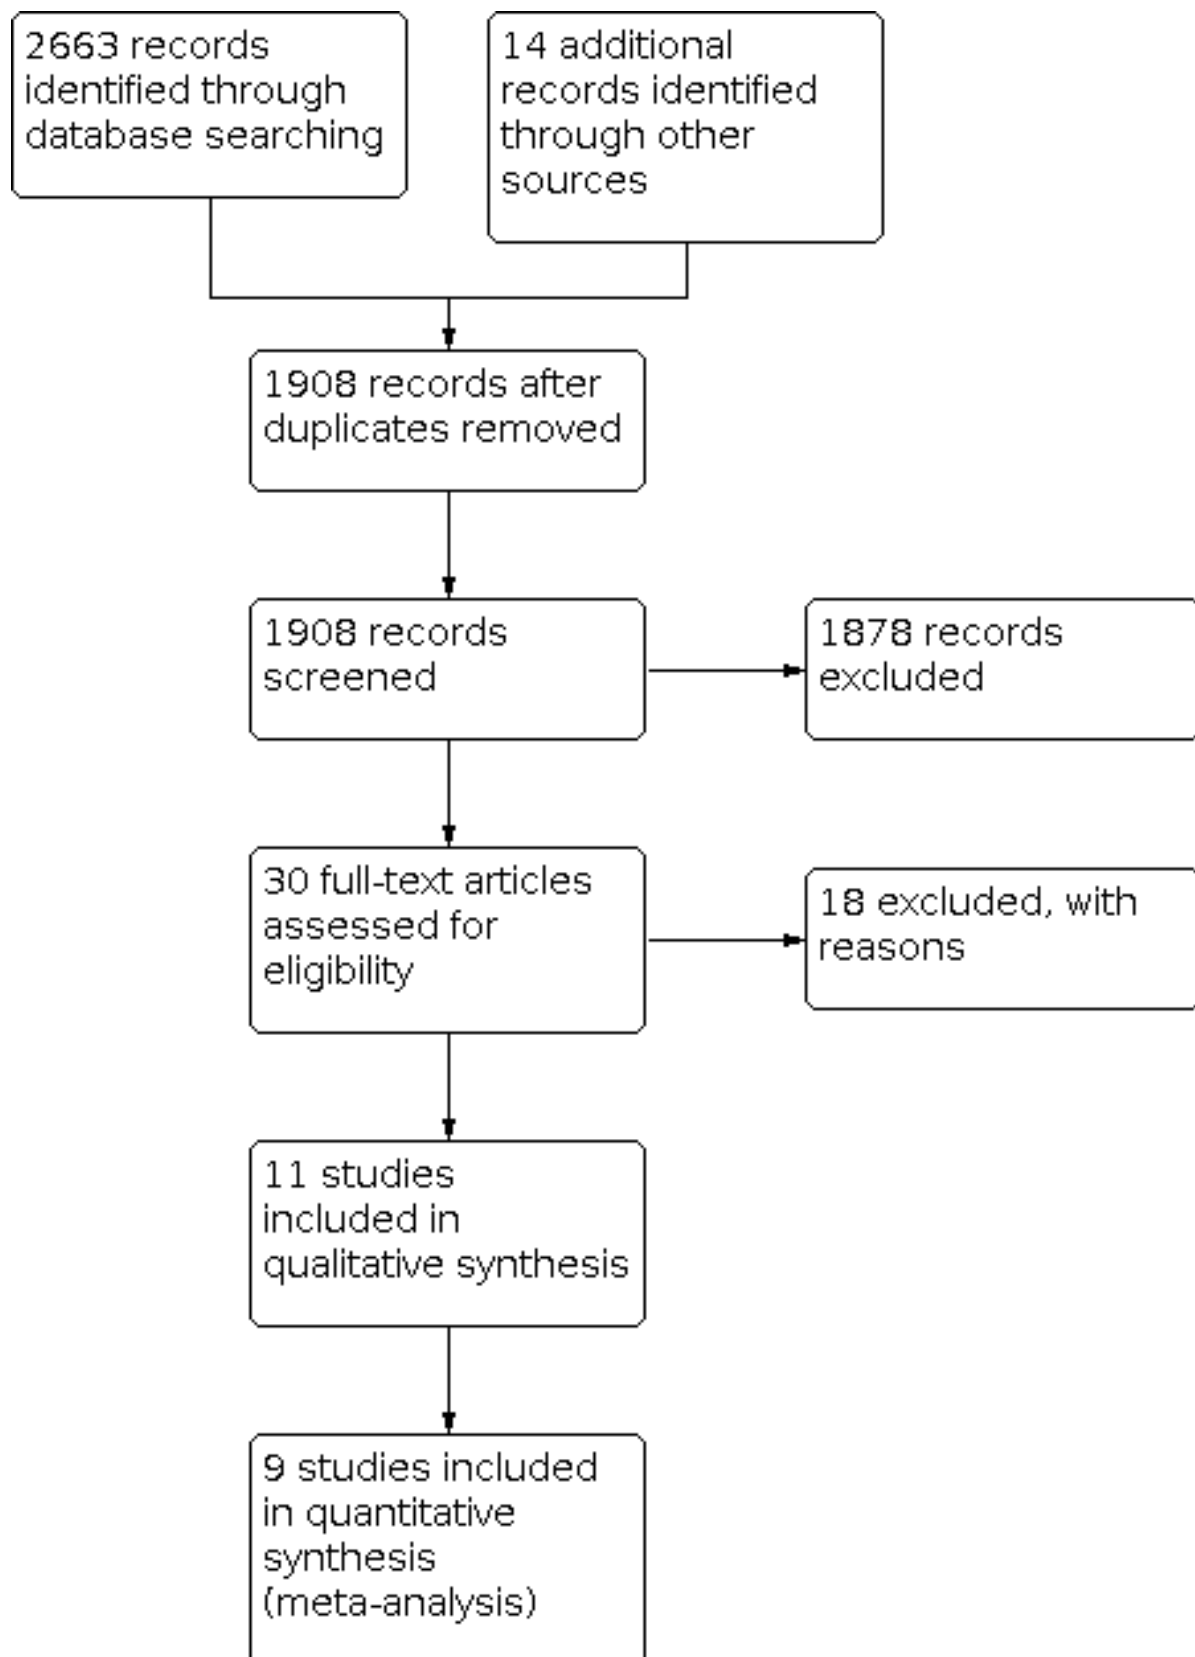 2663 records
identified through
database searching
14 additional
records identified
through other
sources
1908 records after
duplicates removed
1908 records
screened
1878 records
excluded
30 full-text articles
assessed for
eligibility
18 excluded, with
reasons
11 studies
included in
qualitative synthesis
9 studies included
in quantitative
synthesis
(meta-analysis)